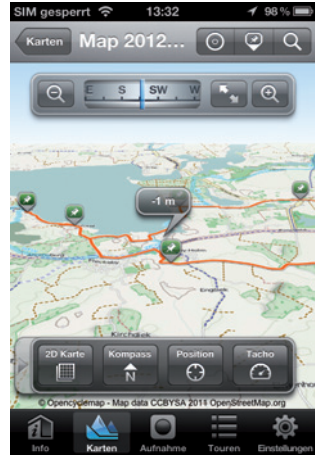 SIM gesperrt 13:32 98 %
Karten Map 2012...
E S SW W
-1 m
Kirchdiek
2D Karte Kompass Position Tacho
N
© Opencyclemap - Map data CCBYSA 2011 OpenStreetMap.org
Info Karten Aufnahme Touren Einstellungen